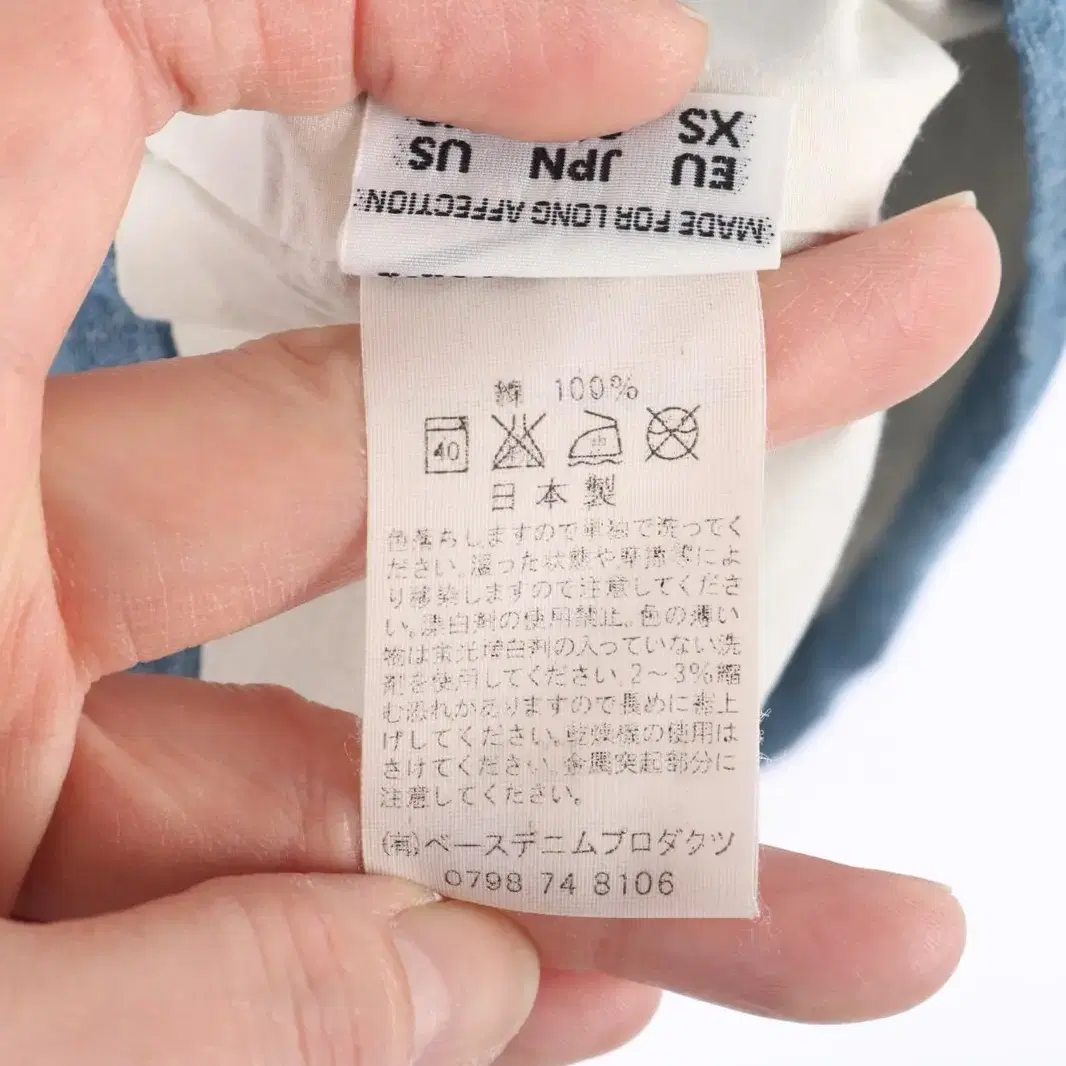 MADE FOR LONG AFFECTION
EU JPN US
XS
綿 100%
40
日本製
色落ちしますので単独で洗ってく
ださい。湿った状態や摩擦等によ
り移染しますので注意してくださ
い。漂白剤の使用禁止。色の薄い
物は蛍光増白剤の入っていない洗
剤を使用してください。2〜3%縮
む恐れがありますので長めに裾上
げしてください。乾燥機の使用は
さけてください。金属突起部分に
注意してください。
(有)ベースデニムプロダクツ
0798 74 8106